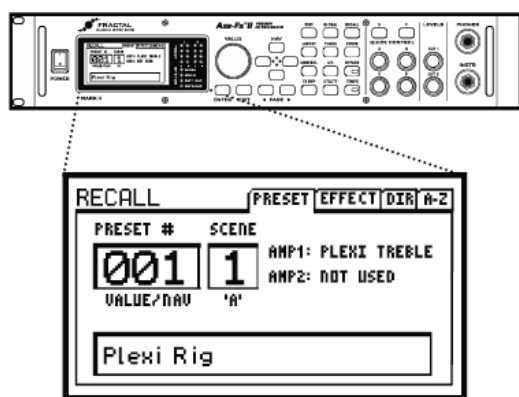 FRACTAL
AUDIO SYSTEMS
Axe-Fx II
VALUE
NAV
LEVELS
PHONES
QUICK CONTROL
INSTR
POWER
MARK II
ENTER EXIT ◄ PAGE ►
RECALL
PRESET EFFECT DIR A-Z
PRESET # SCENE
001 1
AMP1: PLEXI TREBLE
AMP2: NOT USED
VALUE/NAV 'A'
Plexi Rig